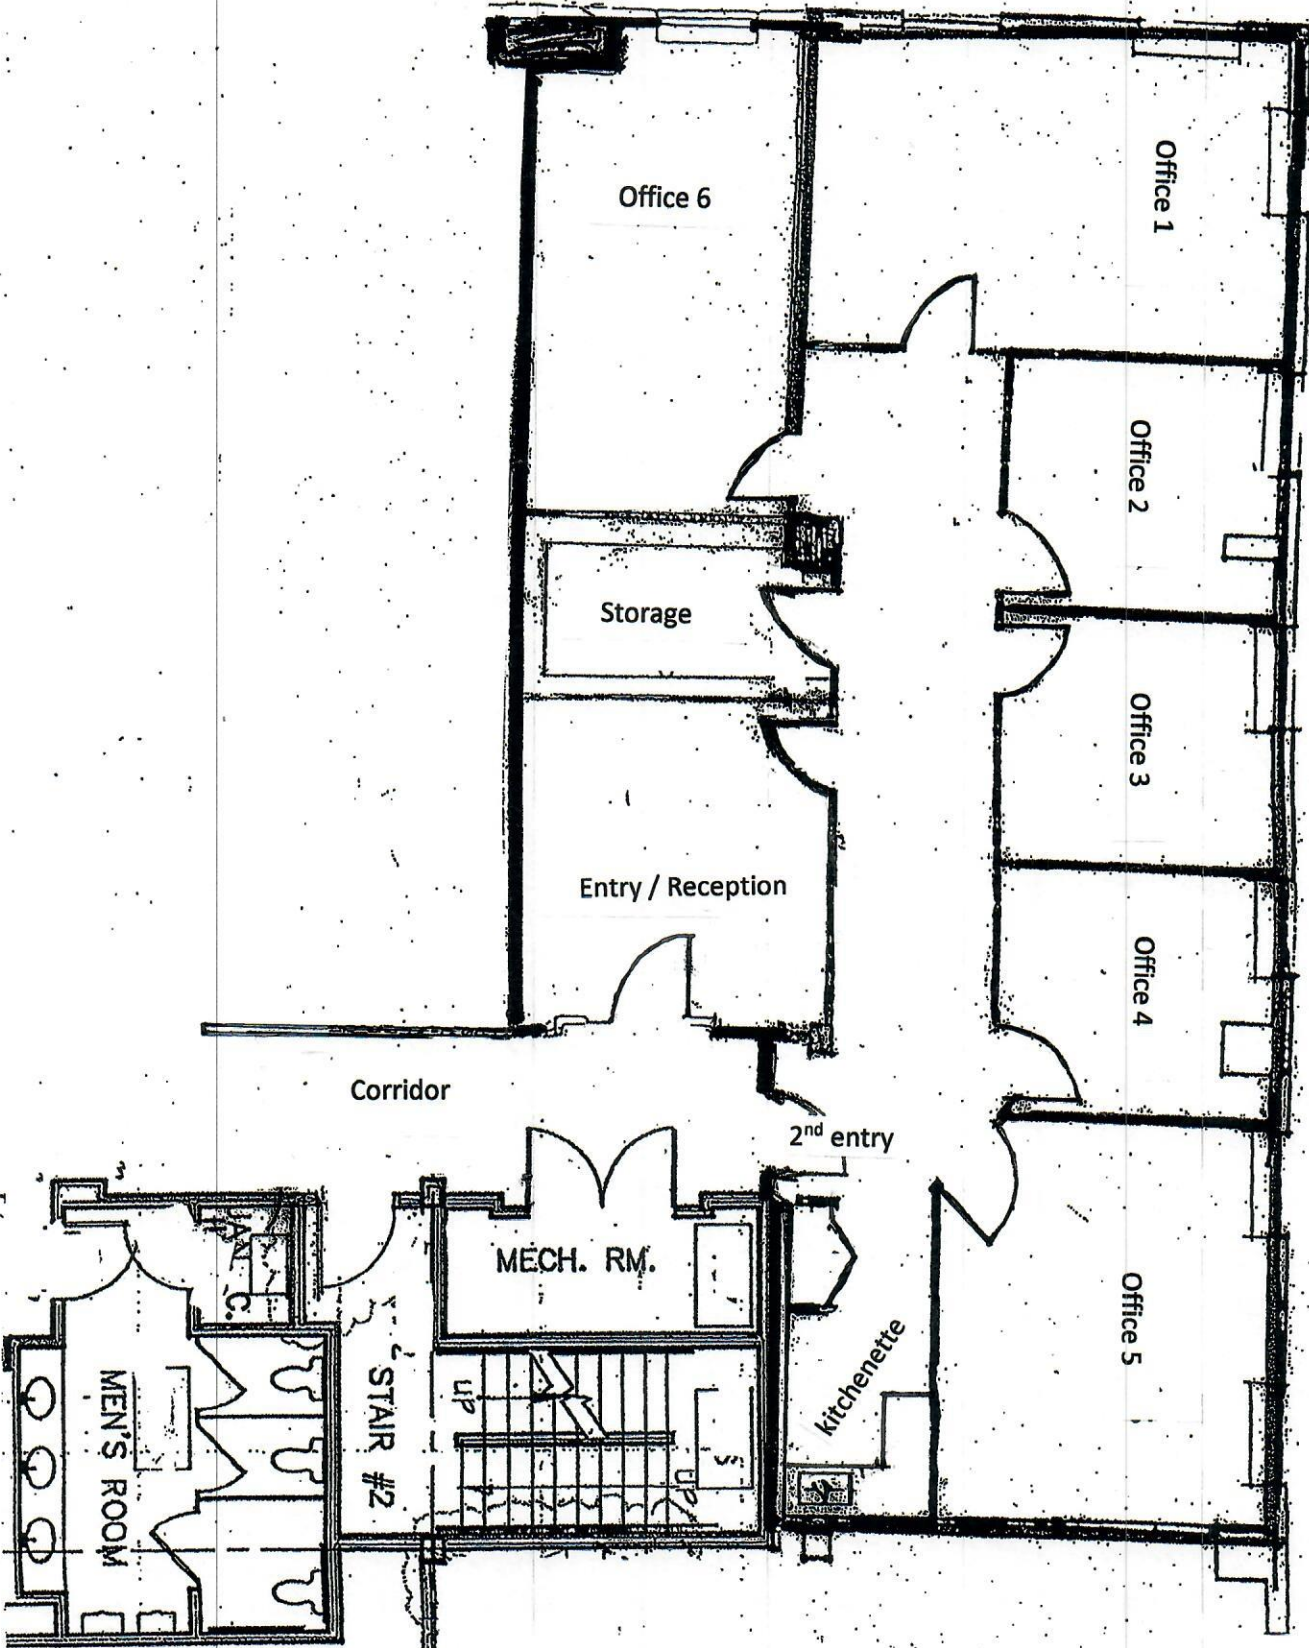 Office 6
Office 1
Office 2
Storage
Office 3
Entry / Reception
Office 4
Corridor
2nd entry
MECH. RM.
JAN. C.
Office 5
kitchenette
UP
STAIR #2
MEN'S ROOM
UP
S